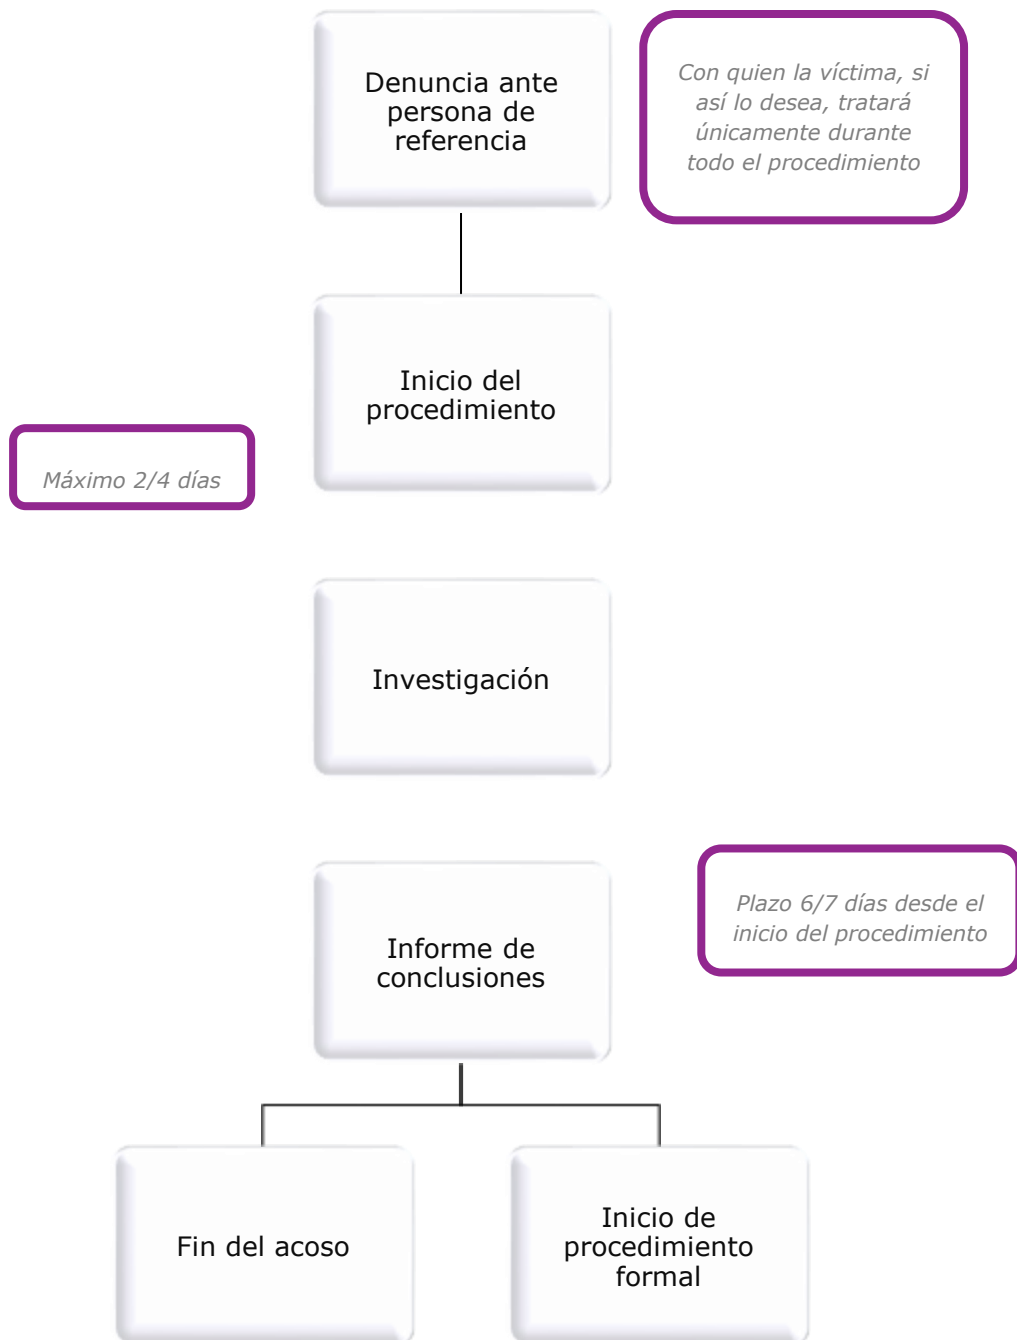 Denuncia ante
persona de
referencia
Con quien la víctima, si
así lo desea, tratará
únicamente durante
todo el procedimiento
Inicio del
procedimiento
Máximo 2/4 días
Investigación
Informe de
conclusiones
Plazo 6/7 días desde el
inicio del procedimiento
Fin del acoso
Inicio de
procedimiento
formal